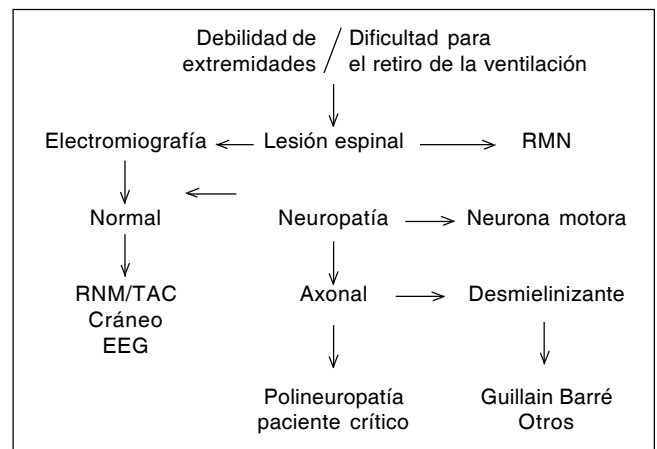 Debilidad de / Dificultad para
extremidades el retiro de la ventilación
Electromiografía Lesión espinal RMN
Normal Neuropatía Neurona motora
RNM/TAC
Cráneo
EEG
Axonal Desmielinizante
Polineuropatía
paciente crítico
Guillain Barré
Otros